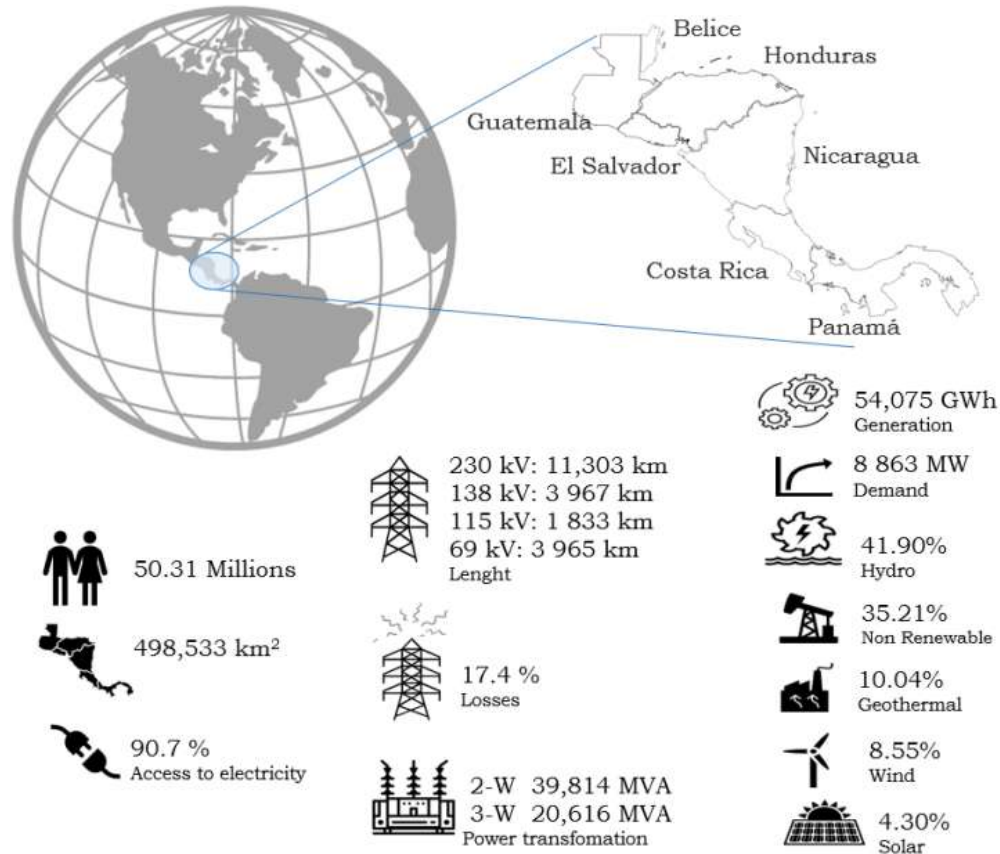 Belice
Honduras
Guatemala
El Salvador
Nicaragua
Costa Rica
Panamá
54,075 GWh
Generation
8 863 MW
Demand
41.90%
Hydro
35.21%
Non Renewable
10.04%
Geothermal
8.55%
Wind
4.30%
Solar
230 kV: 11,303 km
138 kV: 3 967 km
115 kV: 1 833 km
69 kV: 3 965 km
Lenght
17.4 %
Losses
2-W 39,814 MVA
3-W 20,616 MVA
Power transfomation
50.31 Millions
498,533 km²
90.7 %
Access to electricity